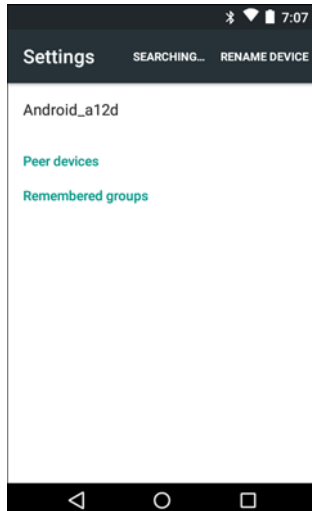 7:07
Settings SEARCHING... RENAME DEVICE
Android_a12d
Peer devices
Remembered groups